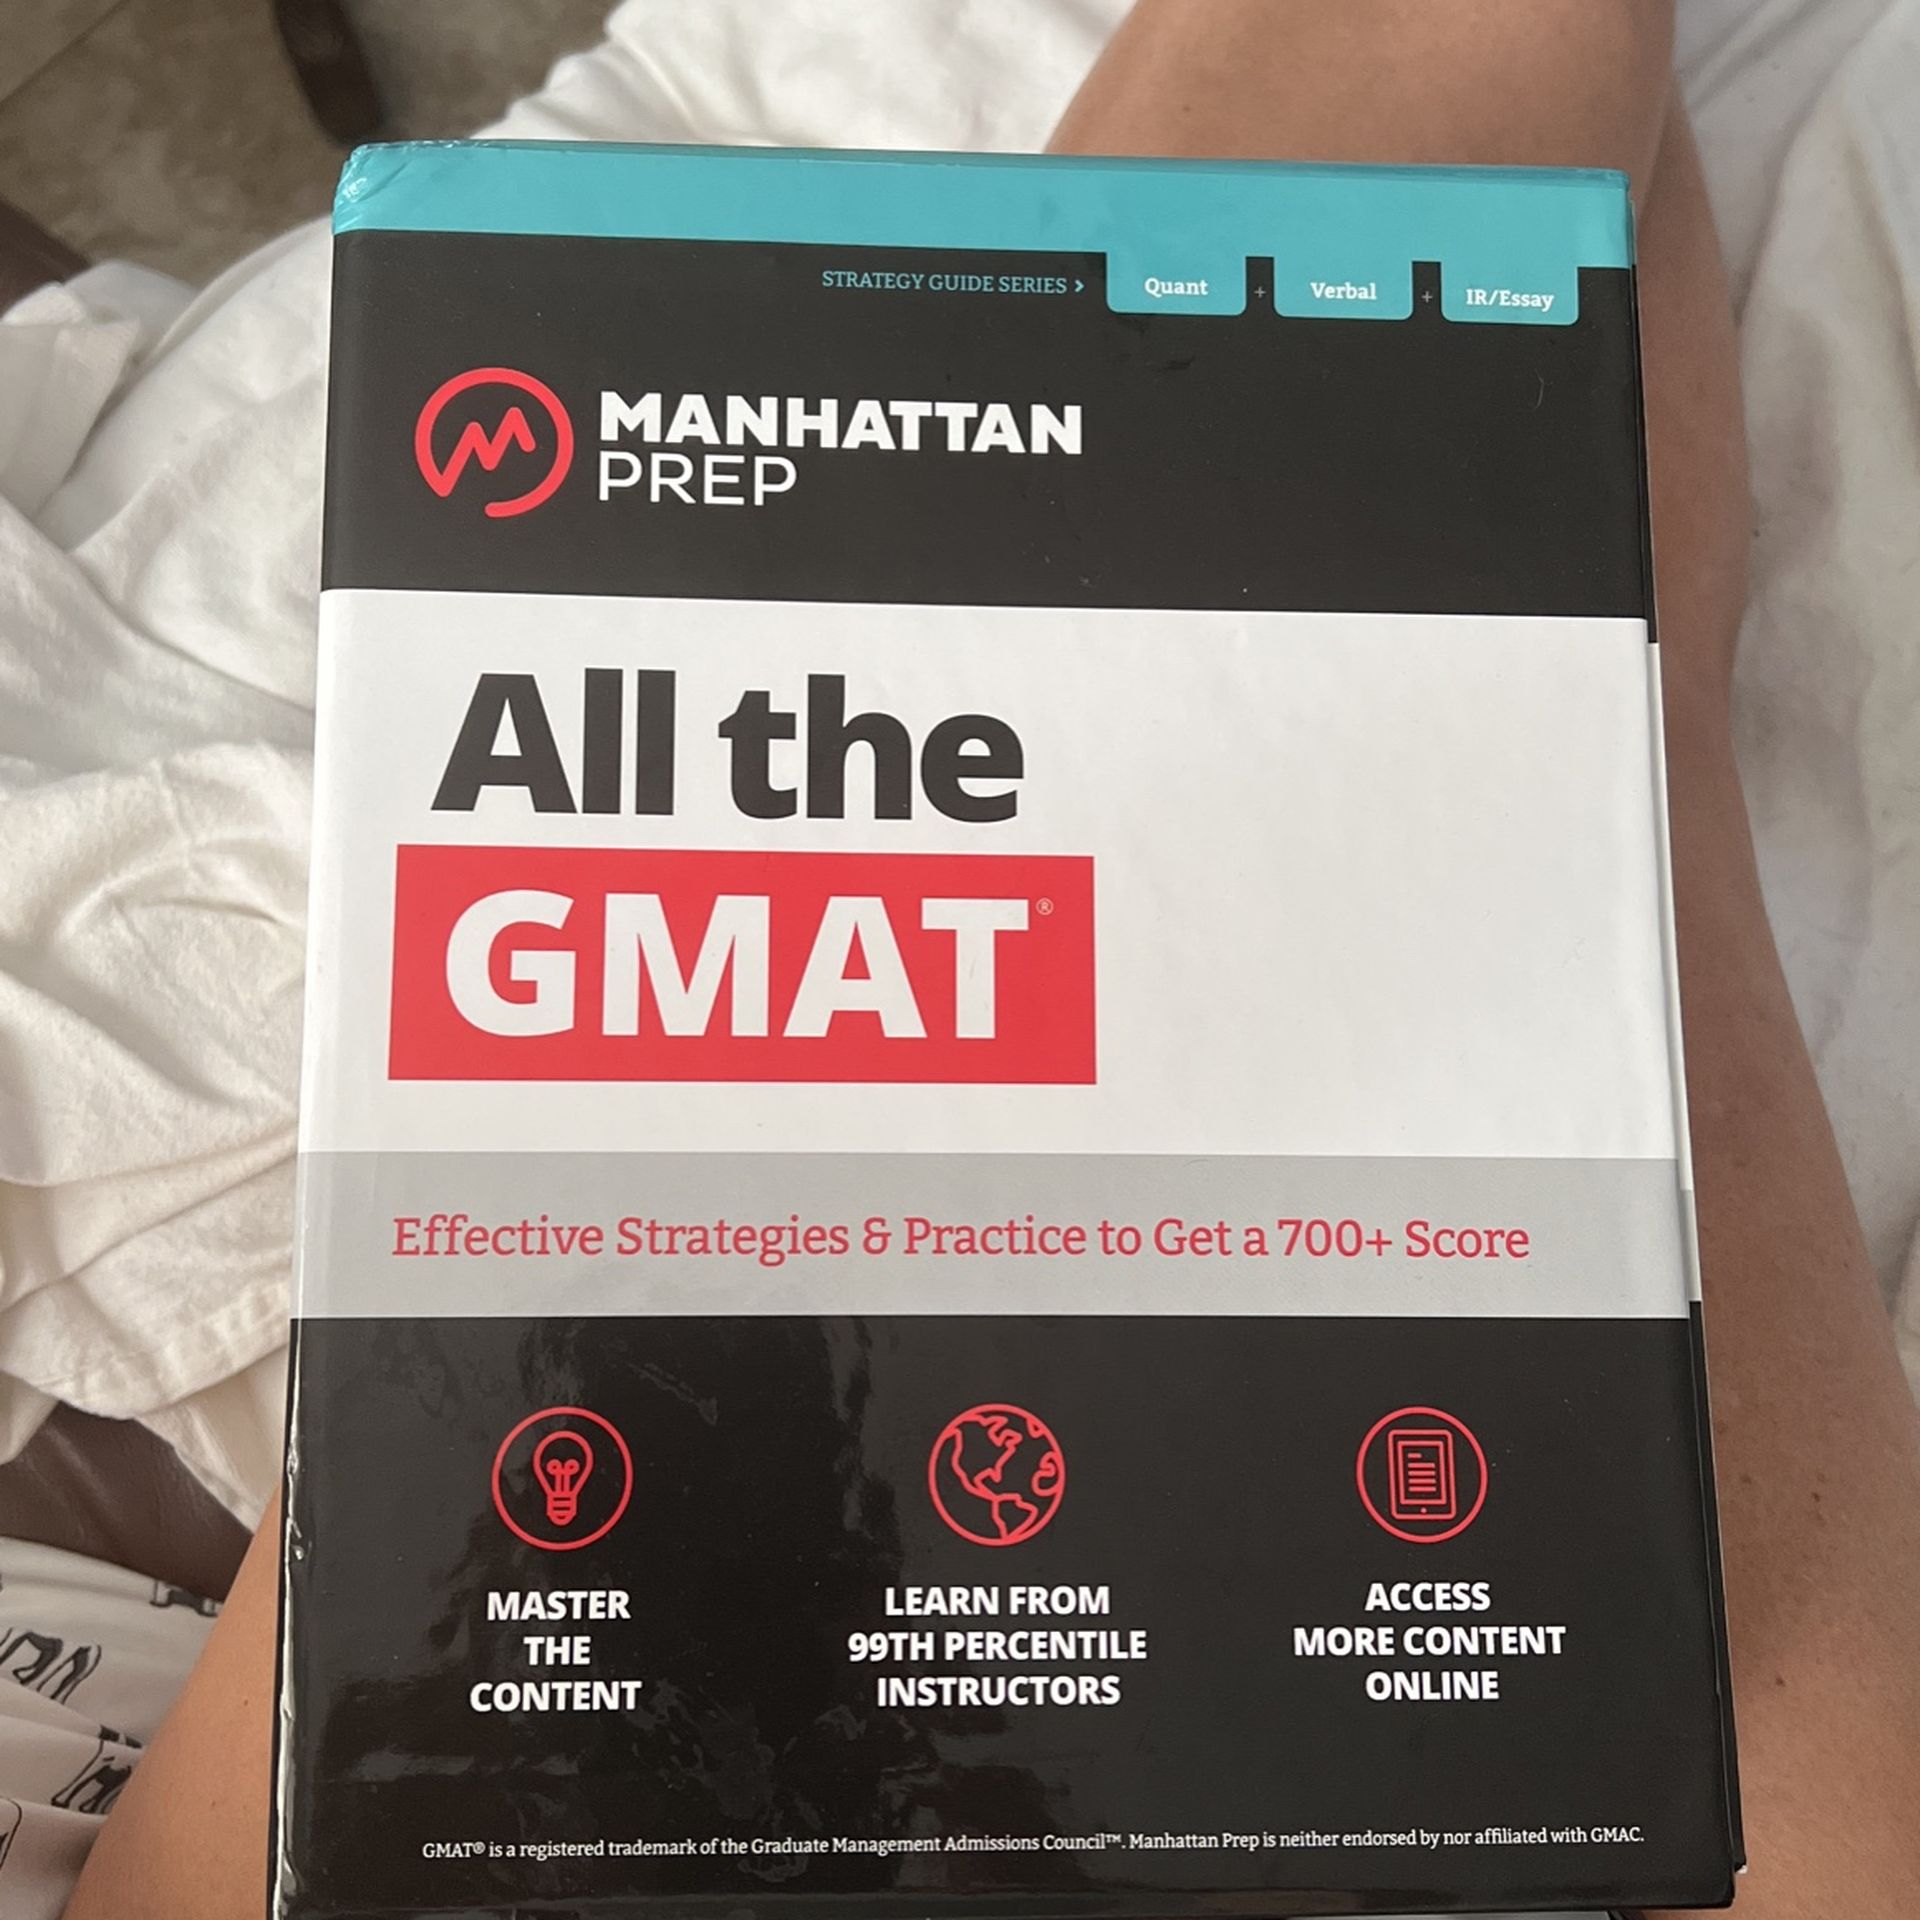 STRATEGY GUIDE SERIES > Quant + Verbal + IR/Essay
MANHATTAN
PREP
All the
GMAT®
Effective Strategies & Practice to Get a 700+ Score
MASTER
THE
CONTENT
LEARN FROM
99TH PERCENTILE
INSTRUCTORS
ACCESS
MORE CONTENT
ONLINE
GMAT® is a registered trademark of the Graduate Management Admissions Council™. Manhattan Prep is neither endorsed by nor affiliated with GMAC.